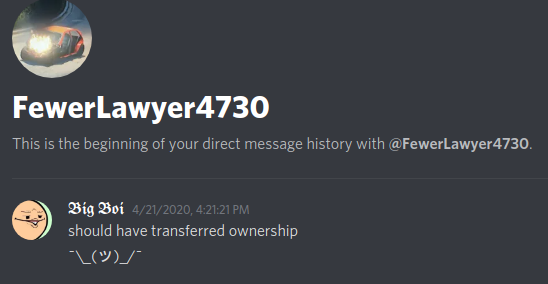 FewerLawyer4730
This is the beginning of your direct message history with @FewerLawyer4730.
𝕭𝖎𝖌 𝕭𝖔𝖎 4/21/2020, 4:21:21 PM
should have transferred ownership
¯\_(ツ)_/¯